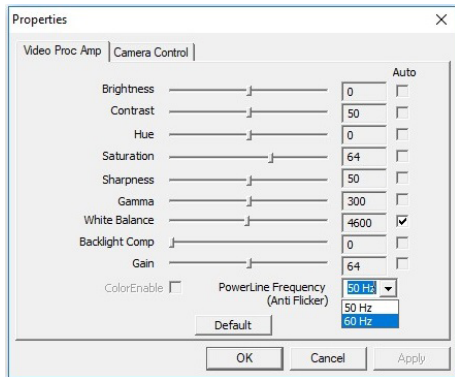 Properties
Video Proc Amp Camera Control
Auto
Brightness 0
Contrast 50
Hue 0
Saturation 64
Sharpness 50
Gamma 300
White Balance 4600
Backlight Comp 0
Gain 64
ColorEnable PowerLine Frequency 50 Hz
(Anti Flicker) 50 Hz
60 Hz
Default
OK Cancel Apply